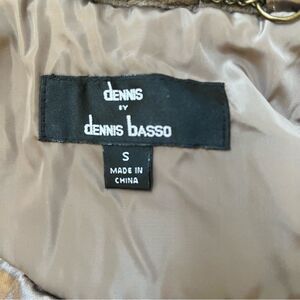 dennis
BY
dennis basso
S
MADE IN
CHINA